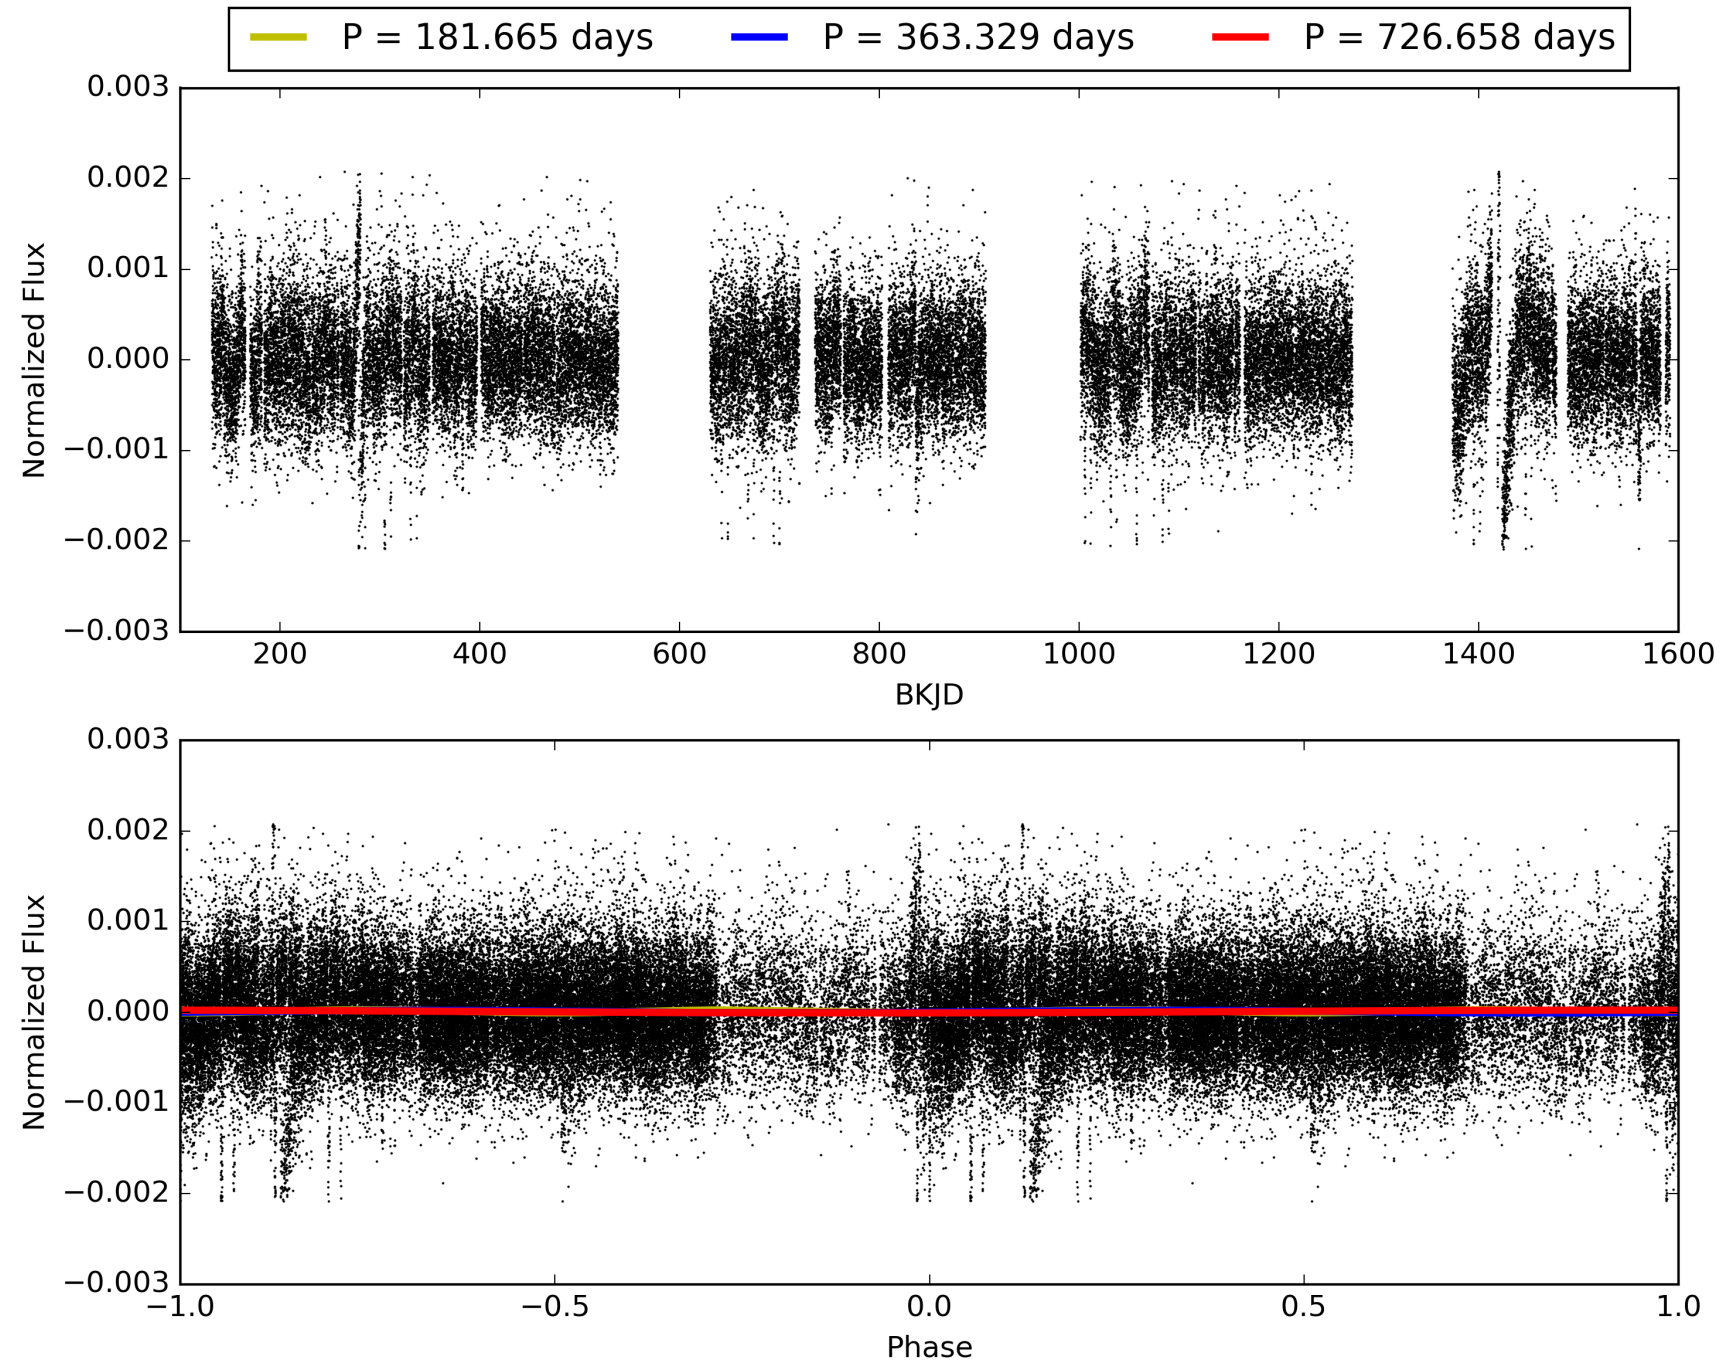 P = 181.665 days P = 363.329 days P = 726.658 days
0.003
0.002
0.001
0.000
−0.001
−0.002
−0.003
Normalized Flux
200 400 600 800 1000 1200 1400 1600
BKJD
0.003
0.002
0.001
0.000
−0.001
−0.002
−0.003
Normalized Flux
−1.0 −0.5 0.0 0.5 1.0
Phase